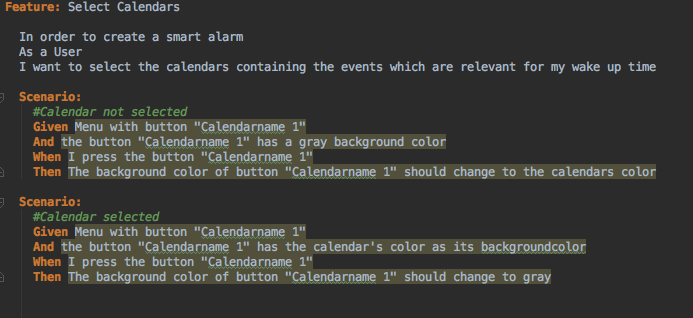 Feature: Select Calendars
In order to create a smart alarm
As a User
I want to select the calendars containing the events which are relevant for my wake up time
Scenario:
#Calendar not selected
Given Menu with button "Calendarname 1"
And the button "Calendarname 1" has a gray background color
When I press the button "Calendarname 1"
Then The background color of button "Calendarname 1" should change to the calendars color
Scenario:
#Calendar selected
Given Menu with button "Calendarname 1"
And the button "Calendarname 1" has the calendar's color as its backgroundcolor
When I press the button "Calendarname 1"
Then The background color of button "Calendarname 1" should change to gray